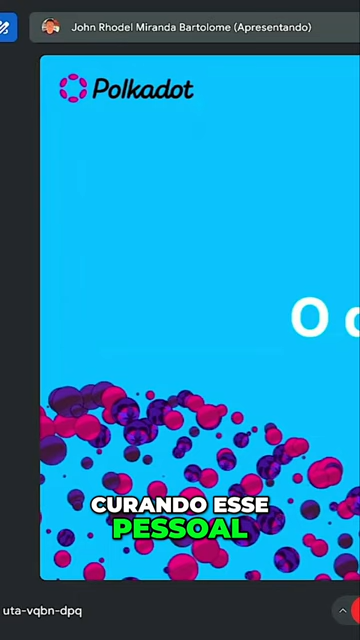 John Rhodel Miranda Bartolome (Apresentando)
Polkadot
O
CURANDO ESSE
PESSOAL
uta-vqbn-dpq